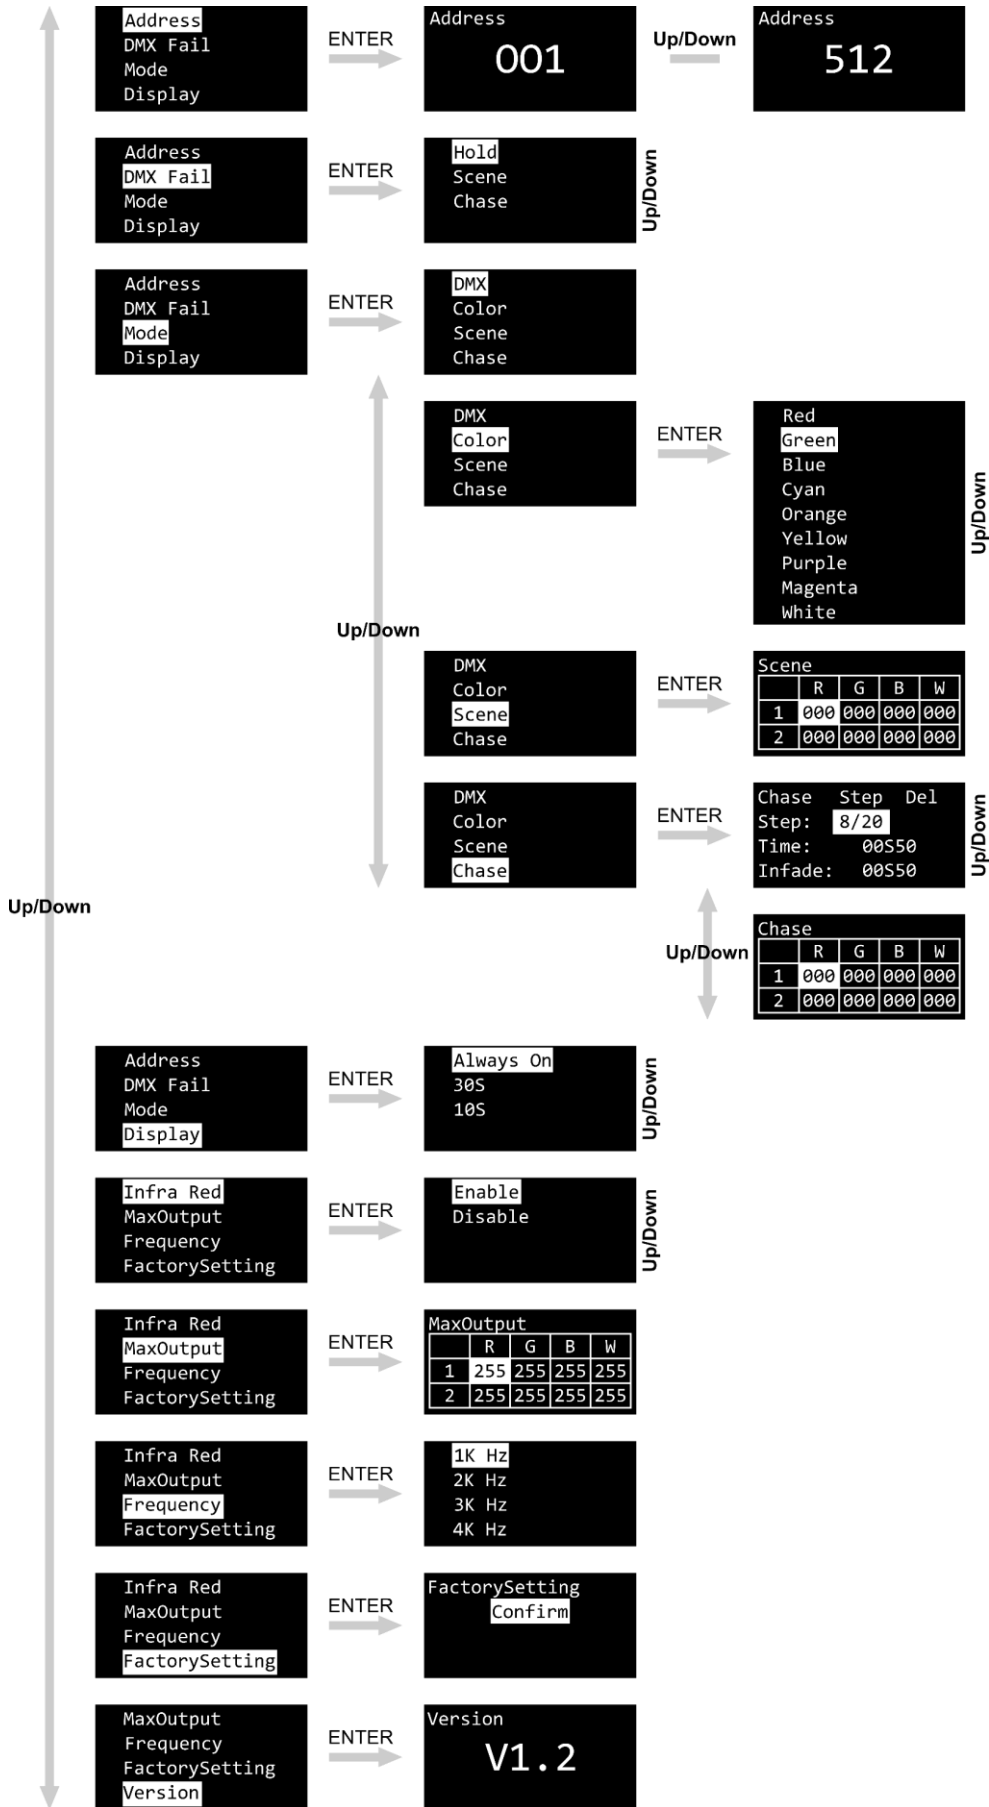 Address
DMX Fail
Mode
Display
ENTER
Address
001
Up/Down
Address
512
Address
DMX Fail
Mode
Display
ENTER
Hold
Scene
Chase
Up/Down
Address
DMX Fail
Mode
Display
ENTER
DMX
Color
Scene
Chase
DMX
Color
Scene
Chase
ENTER
Red
Green
Blue
Cyan
Orange
Yellow
Purple
Magenta
White
Up/Down
Up/Down
DMX
Color
Scene
Chase
ENTER
Scene
R G B W
1 000 000 000 000
2 000 000 000 000
DMX
Color
Scene
Chase
ENTER
Chase Step Del
Step: 8/20
Time: 00S50
Infade: 00S50
Up/Down
Up/Down
Up/Down
Chase
R G B W
1 000 000 000 000
2 000 000 000 000
Address
DMX Fail
Mode
Display
ENTER
Always On
30S
10S
Up/Down
Infra Red
MaxOutput
Frequency
FactorySetting
ENTER
Enable
Disable
Up/Down
Infra Red
MaxOutput
Frequency
FactorySetting
ENTER
MaxOutput
R G B W
1 255 255 255 255
2 255 255 255 255
Infra Red
MaxOutput
Frequency
FactorySetting
ENTER
1K Hz
2K Hz
3K Hz
4K Hz
Infra Red
MaxOutput
Frequency
FactorySetting
ENTER
FactorySetting
Confirm
MaxOutput
Frequency
FactorySetting
Version
ENTER
Version
V1.2